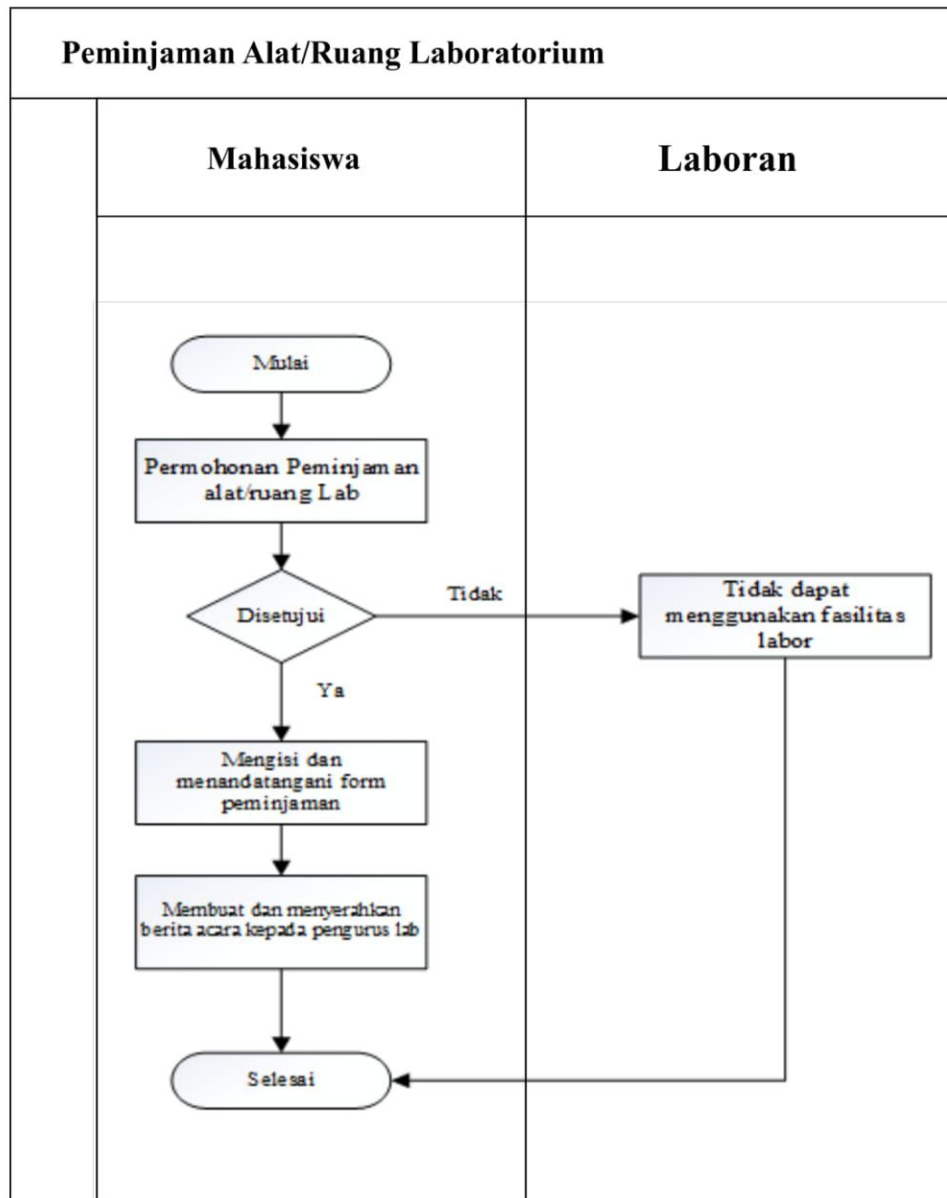 Peminjaman Alat/Ruang Laboratorium
Mahasiswa
Laboran
Mulai
Permohonan Peminjaman
alat/ruang Lab
Disetujui
Tidak
Tidak dapat
menggunakan fasilitas
labor
Ya
Mengisi dan
menandatangani form
peminjaman
Membuat dan menyerahkan
berita acara kepada pengurus lab
Selesai